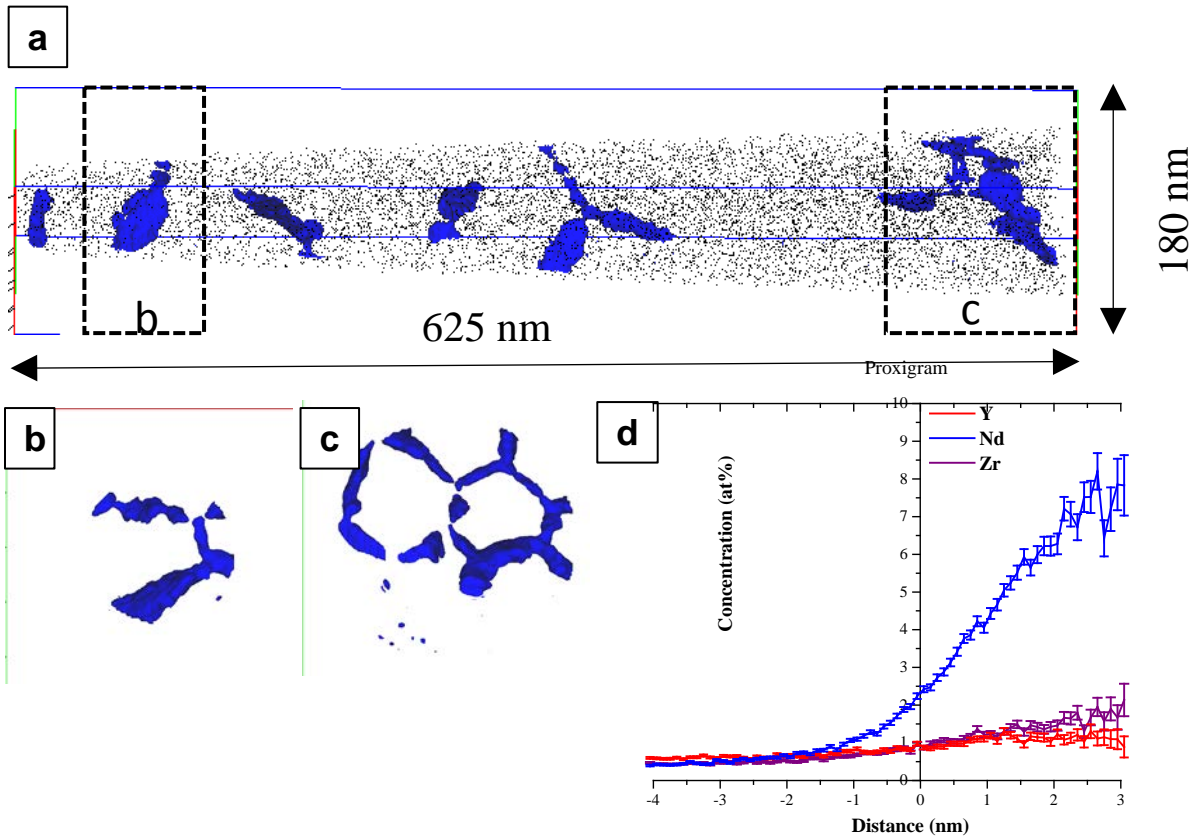 a
b
c
625 nm
180 nm
b
c
d
Proxigram
Y
Nd
Zr
Concentration (at%)
10
9
8
7
6
5
4
3
2
1
0
-4 -3 -2 -1 0 1 2 3
Distance (nm)